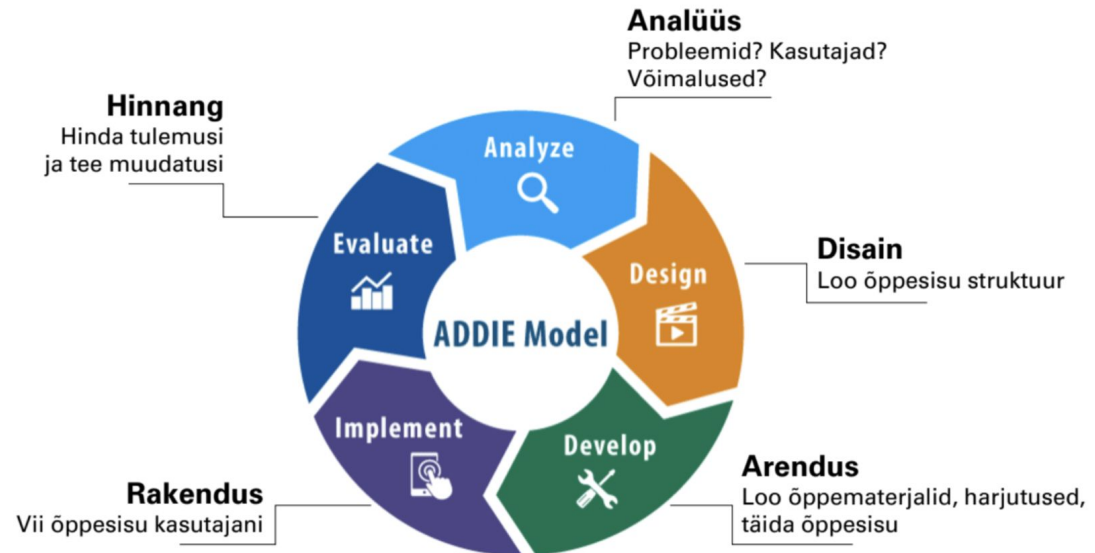 Analüüs
Probleemid? Kasutajad?
Võimalused?
Hinnang
Hinda tulemusi
ja tee muudatusi
Analyze
Evaluate
Design
Disain
Loo õppesisu struktuur
ADDIE Model
Implement
Develop
Arendus
Loo õppematerjalid, harjutused,
täida õppesisu
Rakendus
Vii õppesisu kasutajani